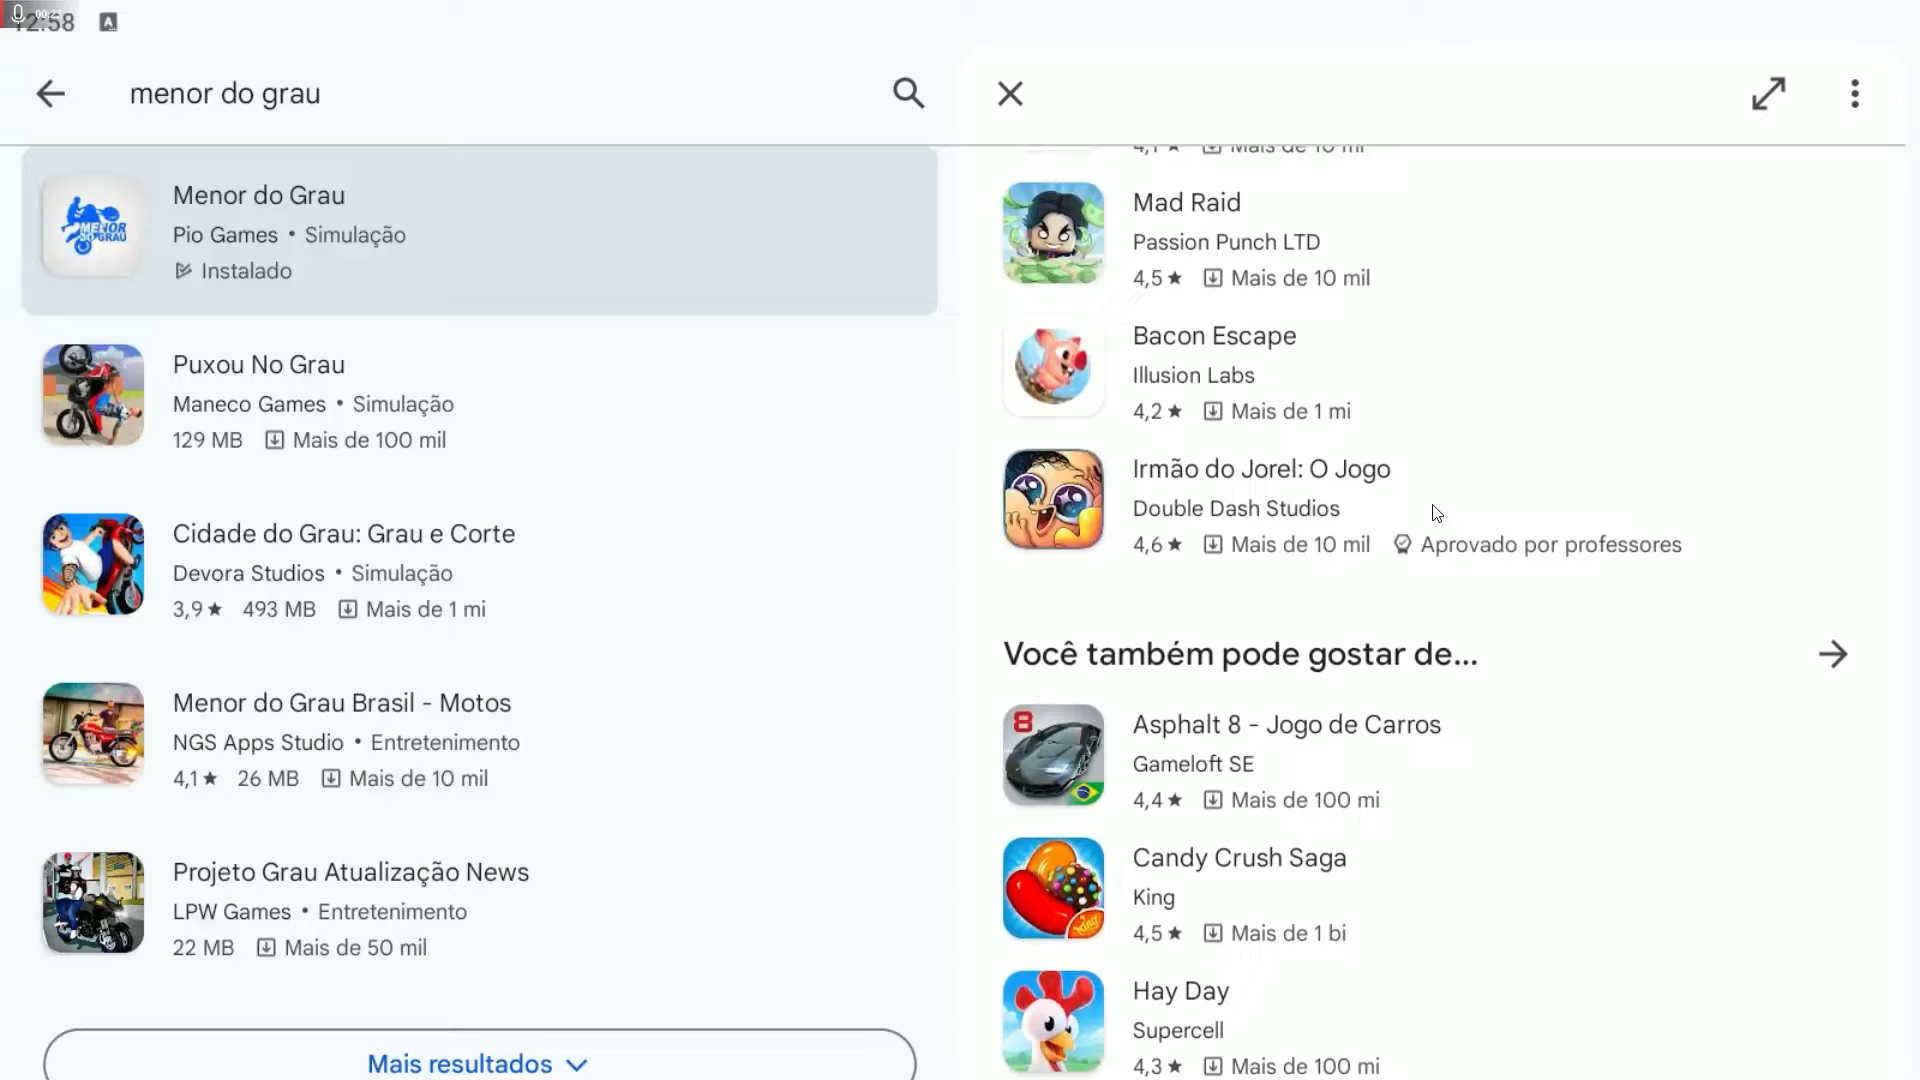 12:58
A
menor do grau
Menor do Grau
Pio Games • Simulação
Instalado
Puxou No Grau
Maneco Games • Simulação
129 MB Mais de 100 mil
Cidade do Grau: Grau e Corte
Devora Studios • Simulação
3,9★ 493 MB Mais de 1 mi
Menor do Grau Brasil - Motos
NGS Apps Studio • Entretenimento
4,1★ 26 MB Mais de 10 mil
Projeto Grau Atualização News
LPW Games • Entretenimento
22 MB Mais de 50 mil
Mais resultados
4,1★ Mais de 10 mil
Mad Raid
Passion Punch LTD
4,5★ Mais de 10 mil
Bacon Escape
Illusion Labs
4,2★ Mais de 1 mi
Irmão do Jorel: O Jogo
Double Dash Studios
4,6★ Mais de 10 mil Aprovado por professores
Você também pode gostar de...
8
Asphalt 8 - Jogo de Carros
Gameloft SE
4,4★ Mais de 100 mi
Candy Crush Saga
King
4,5★ Mais de 1 bi
Hay Day
Supercell
4,3★ Mais de 100 mi